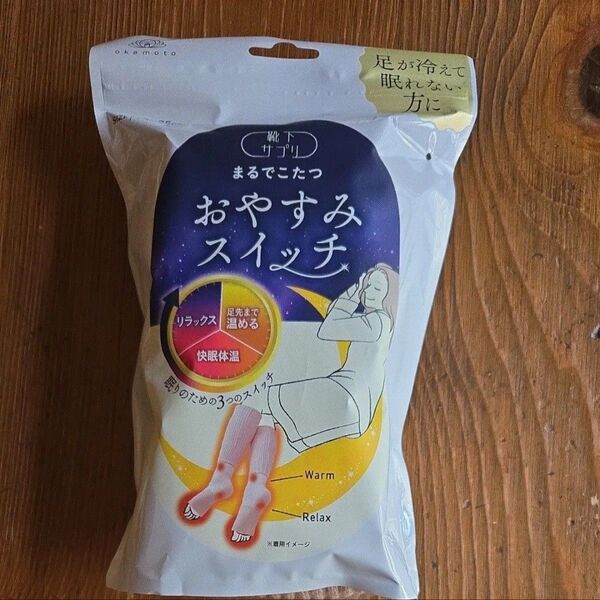 okamoto
足が冷えて
眠れない
方に
靴下
サプリ
まるでこたつ
おやすみ
スイッチ
リラックス
足先まで
温める
快眠体温
眠りのための3つのスイッチ
Warm
Relax
※着用イメージ